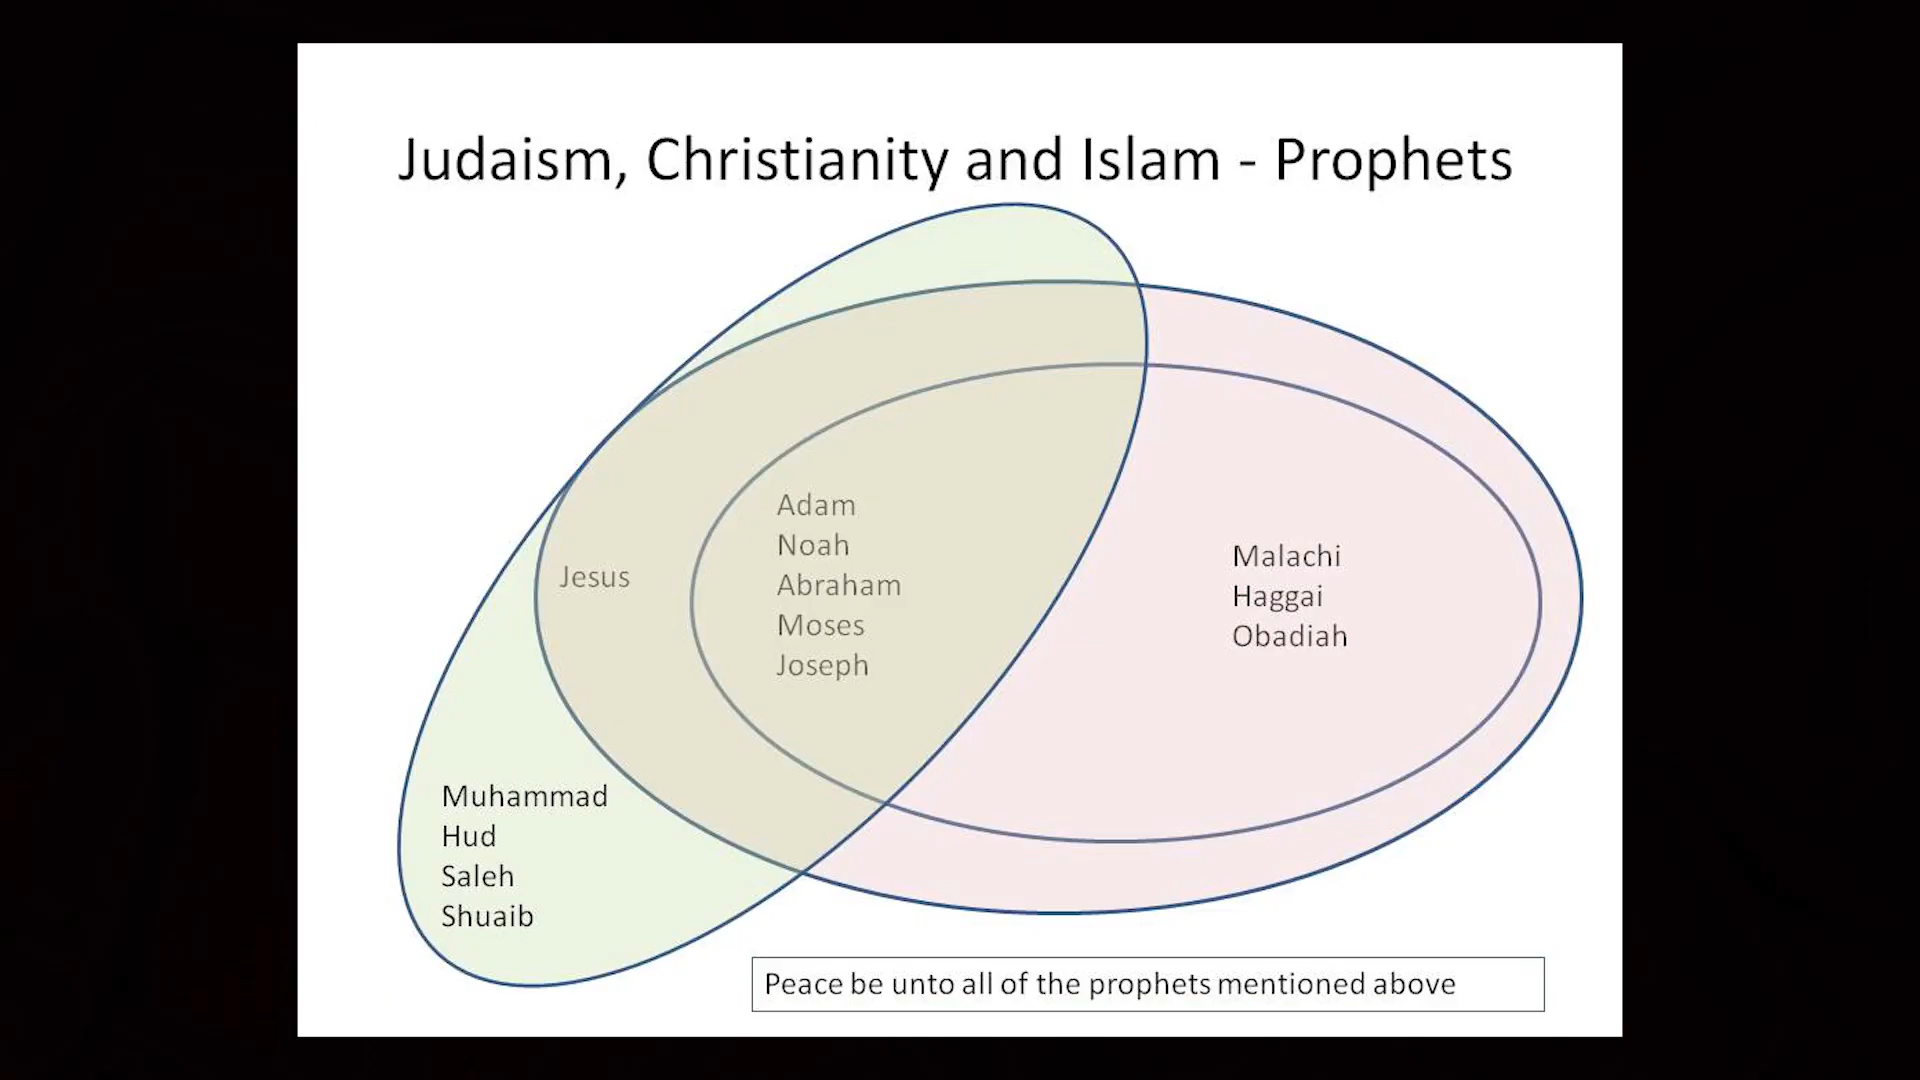 Judaism, Christianity and Islam - Prophets
Adam
Noah
Abraham
Moses
Joseph
Jesus
Malachi
Haggai
Obadiah
Muhammad
Hud
Saleh
Shuaib
Peace be unto all of the prophets mentioned above